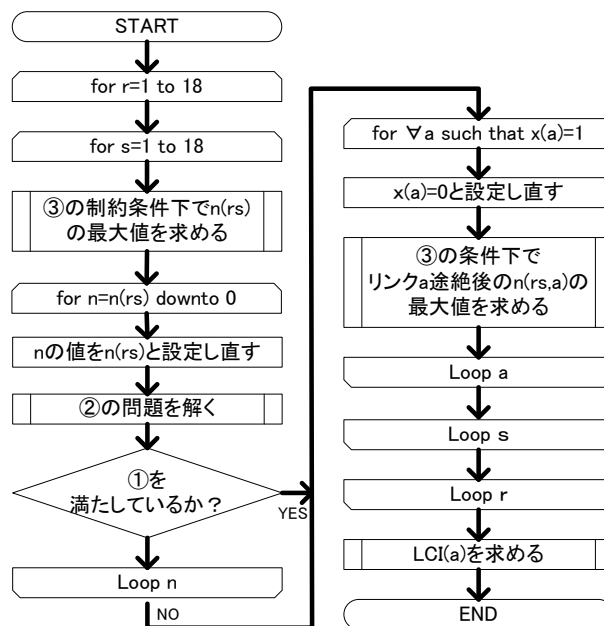 START
for r=1 to 18
for s=1 to 18
③の制約条件下でn(rs)
の最大値を求める
for n=n(rs) downto 0
nの値をn(rs)と設定し直す
②の問題を解く
①を
満たしているか？
YES
Loop n
NO
for ∀a such that x(a)=1
x(a)=0と設定し直す
③の条件下で
リンクa途絶後のn(rs,a)の
最大値を求める
Loop a
Loop s
Loop r
LCI(a)を求める
END